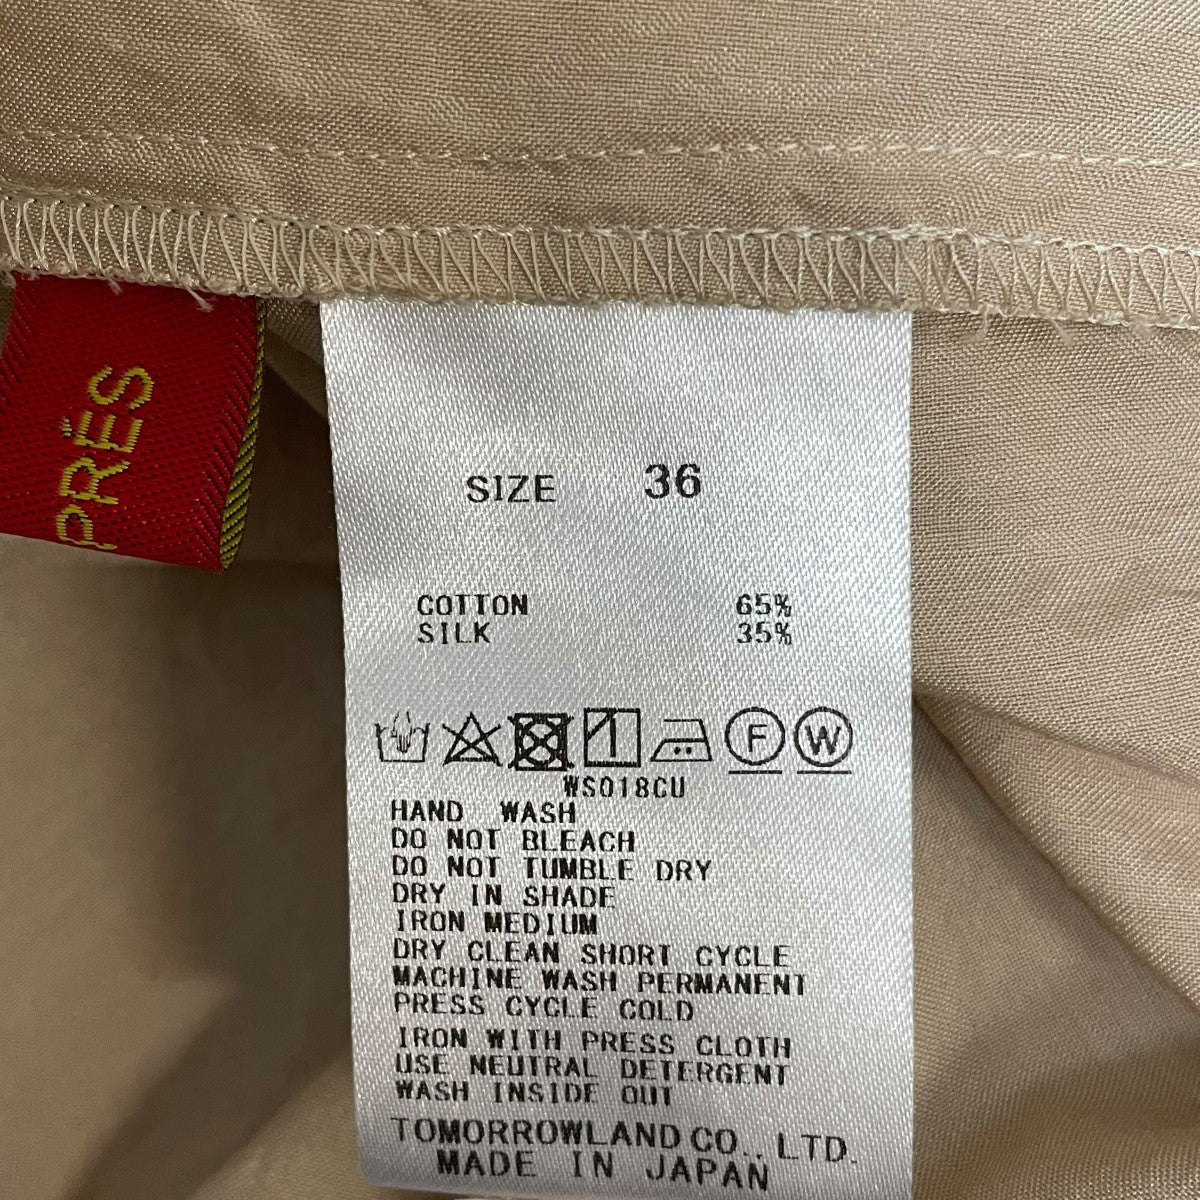 PRÉS
SIZE 36
COTTON 65%
SILK 35%
F W
WS018CU
HAND WASH
DO NOT BLEACH
DO NOT TUMBLE DRY
DRY IN SHADE
IRON MEDIUM
DRY CLEAN SHORT CYCLE
MACHINE WASH PERMANENT
PRESS CYCLE COLD
IRON WITH PRESS CLOTH
USE NEUTRAL DETERGENT
WASH INSIDE OUT
TOMORROWLAND CO., LTD.
MADE IN JAPAN